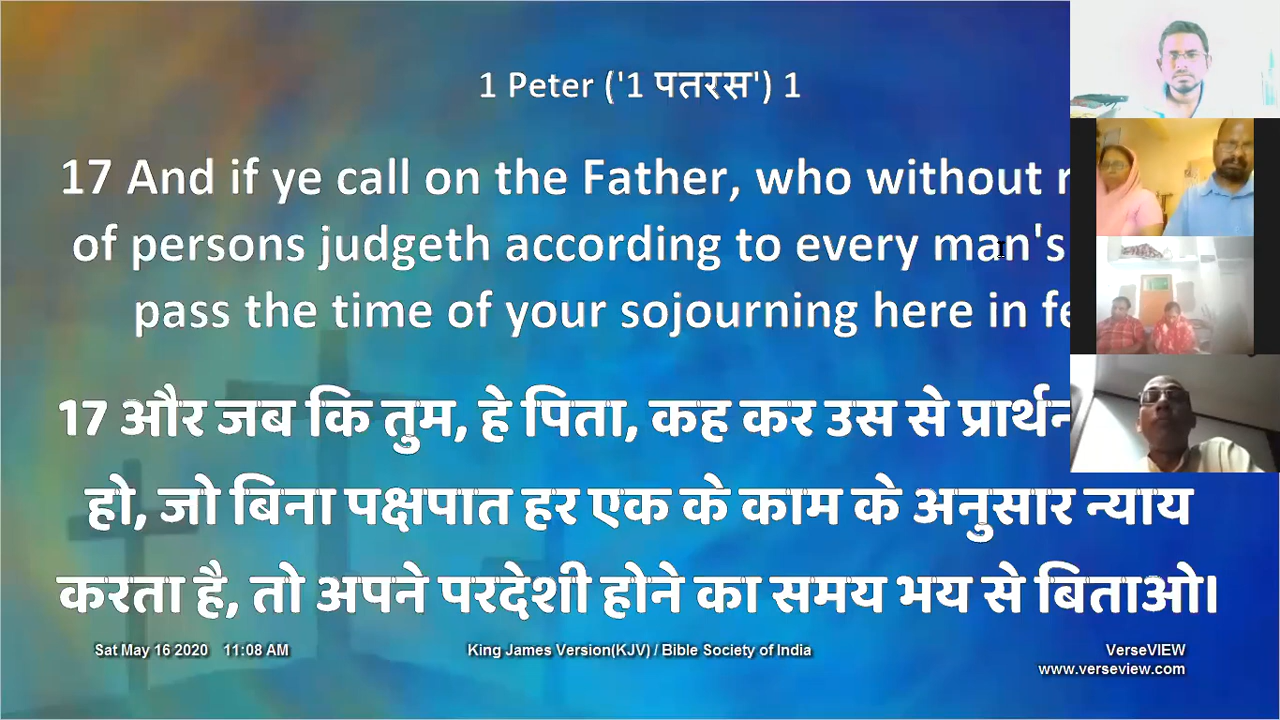 1 Peter ('1 पतरस') 1
17 And if ye call on the Father, who without
of persons judgeth according to every man's
pass the time of your sojourning here in
17 और जब कि तुम, हे पिता, कह कर उस से
हो, जो बिना पक्षपात हर एक के काम के अनुसार न्याय
करता है, तो अपने परदेशी होने का समय भय से बिताओ।
Sat May 16 2020 11:08 AM
King James Version(KJV) / Bible Society of India
VerseVIEW
www.verseview.com